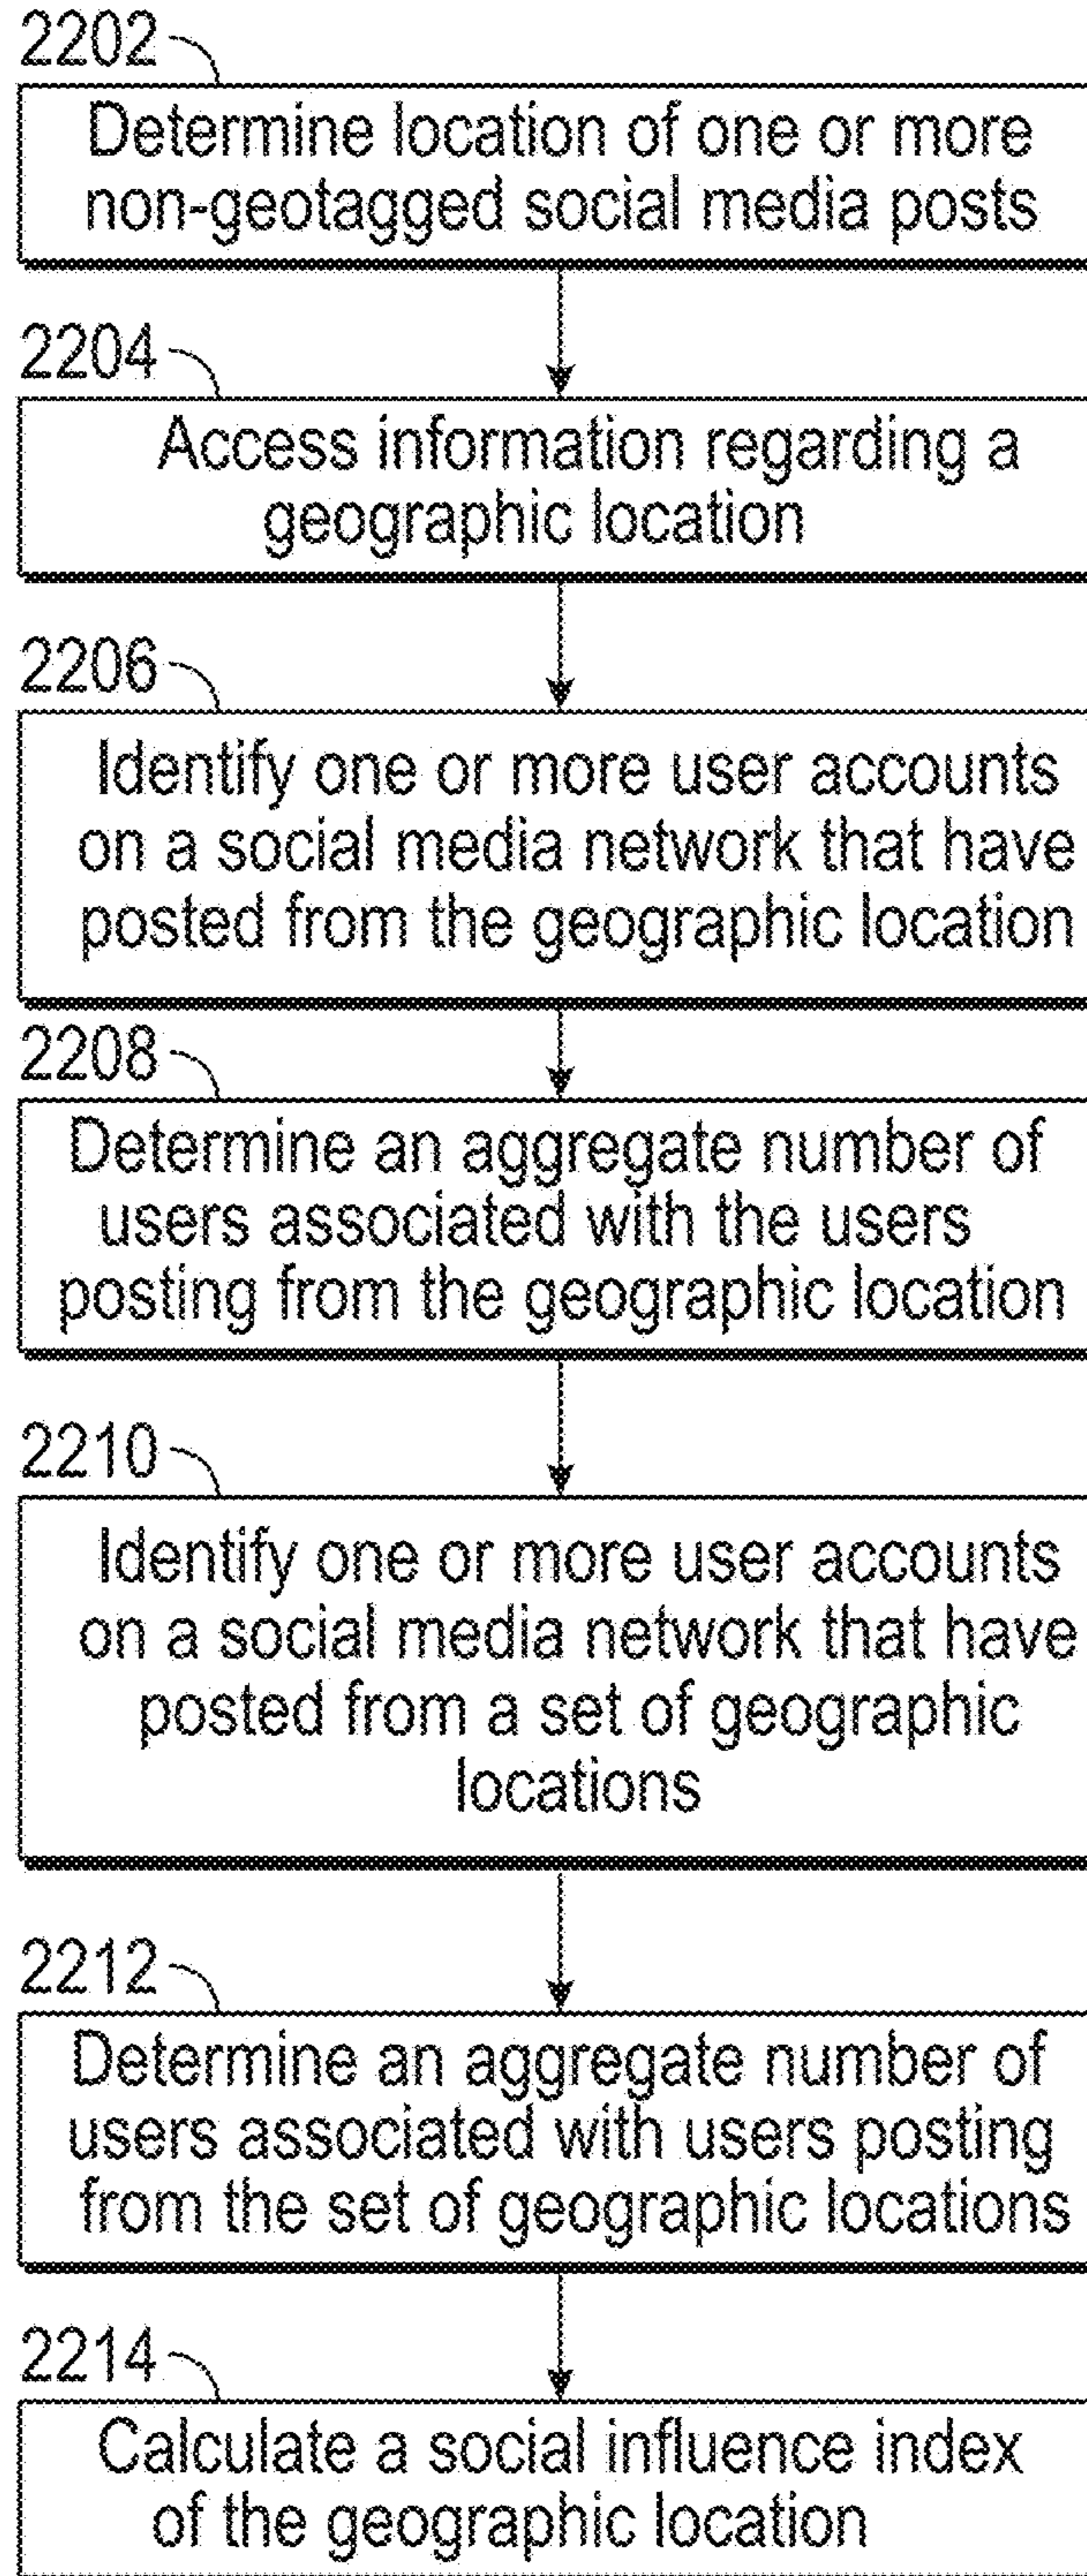 2202
Determine location of one or more
non-geotagged social media posts
2204
Access information regarding a
geographic location
2206
Identify one or more user accounts
on a social media network that have
posted from the geographic location
2208
Determine an aggregate number of
users associated with the users
posting from the geographic location
2210
Identify one or more user accounts
on a social media network that have
posted from a set of geographic
locations
2212
Determine an aggregate number of
users associated with users posting
from the set of geographic locations
2214
Calculate a social influence index
of the geographic location